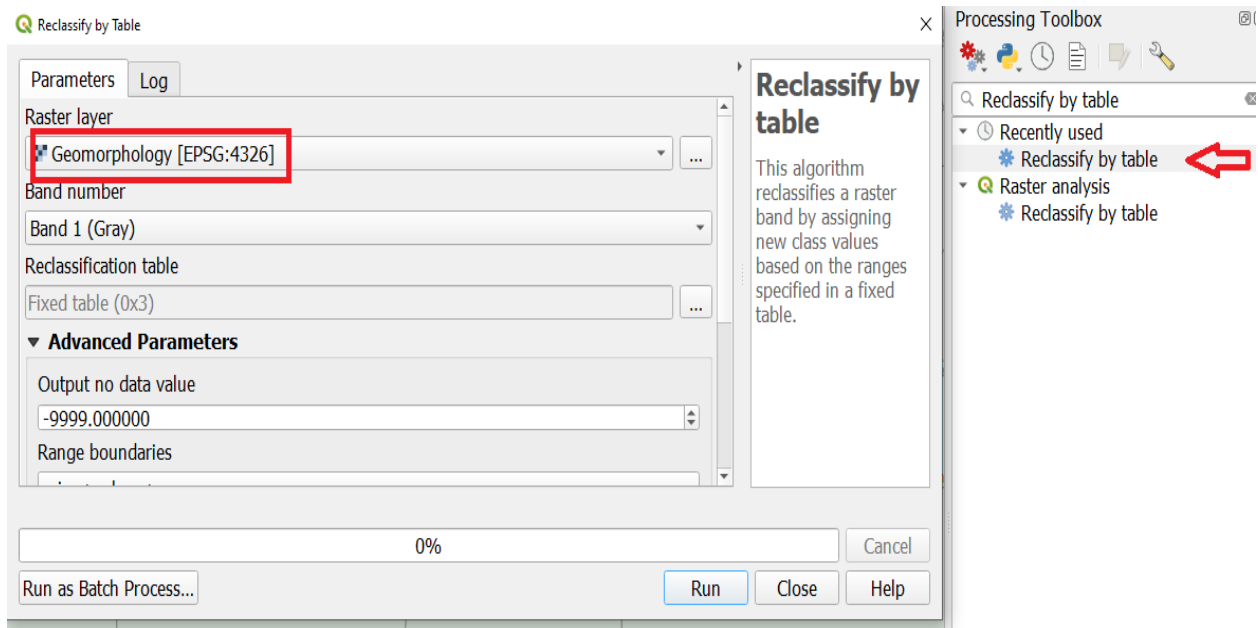 Reclassify by Table
Parameters
Log
Raster layer
Geomorphology [EPSG:4326]
...
Band number
Band 1 (Gray)
Reclassification table
Fixed table (0x3)
...
Advanced Parameters
Output no data value
-9999.000000
Range boundaries
Reclassify by
table
This algorithm
reclassifies a raster
band by assigning
new class values
based on the ranges
specified in a fixed
table.
0%
Cancel
Run as Batch Process...
Run
Close
Help
Processing Toolbox
Reclassify by table
Recently used
Reclassify by table
Raster analysis
Reclassify by table